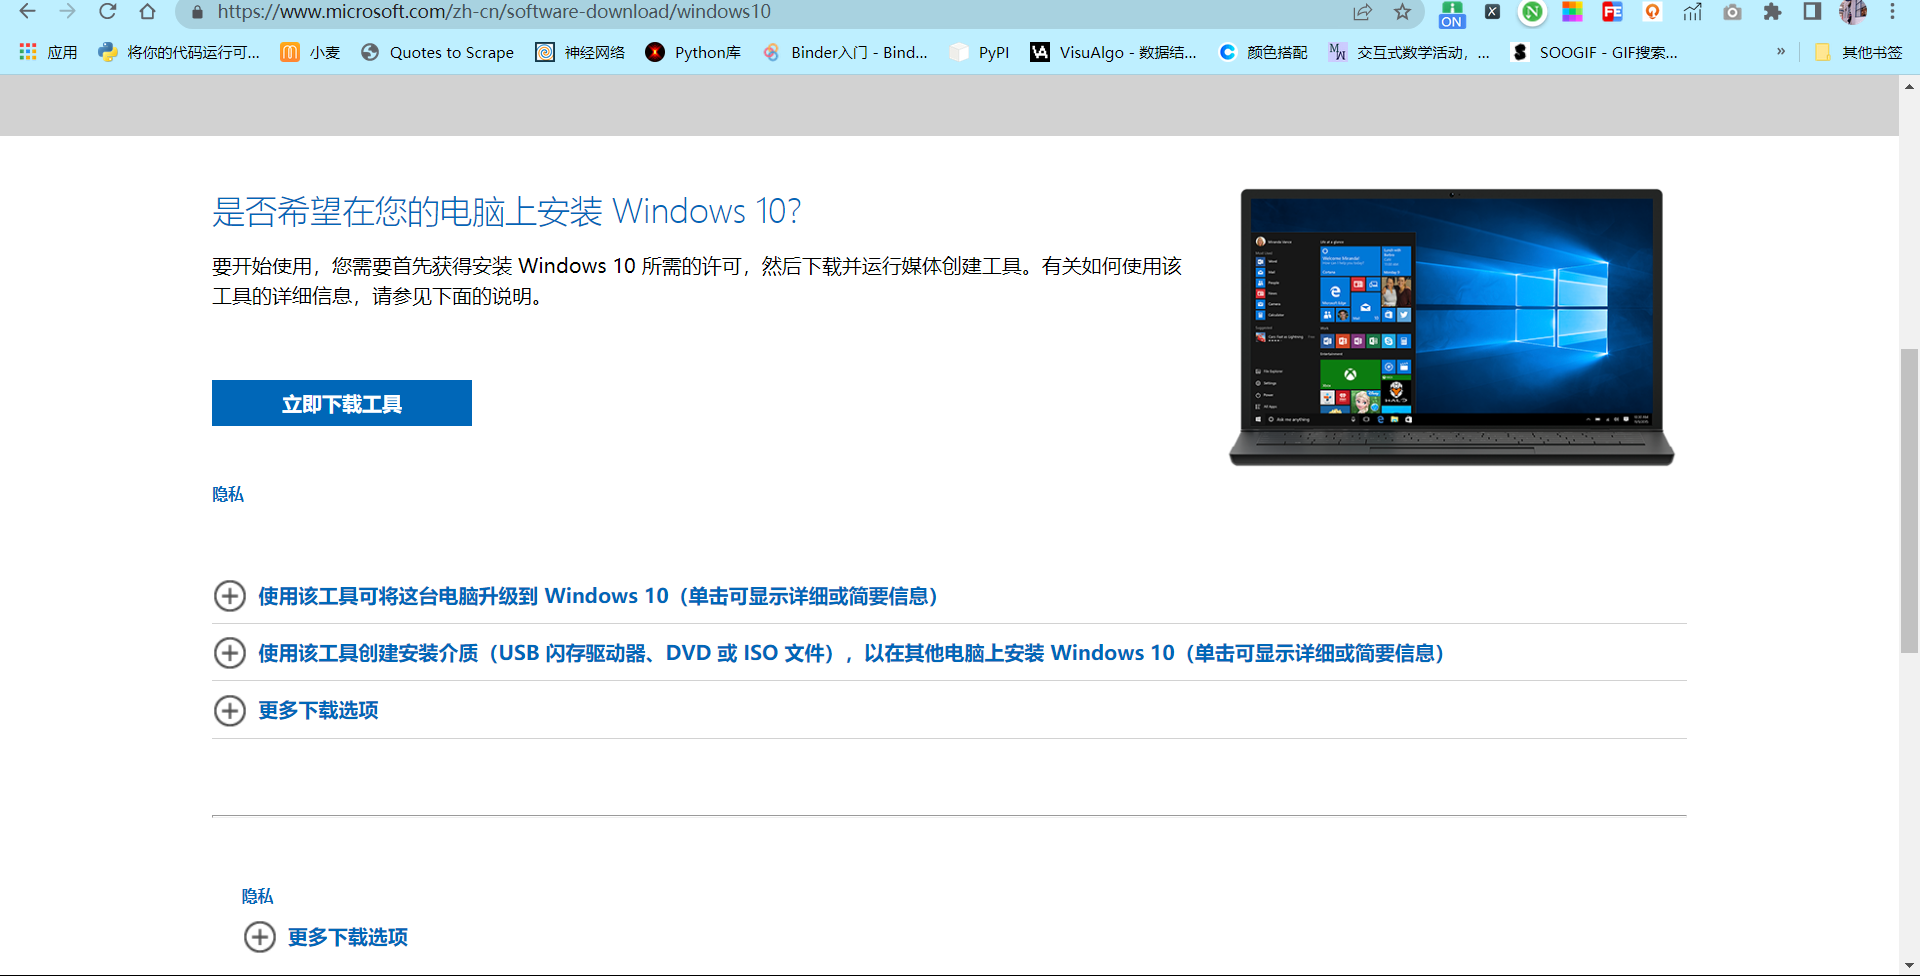 https://www.microsoft.com/zh-cn/software-download/windows10
ON
应用
将你的代码运行可...
小麦
Quotes to Scrape
神经网络
Python库
Binder入门 - Bind...
PyPI
VisuAlgo - 数据结...
颜色搭配
交互式数学活动，...
SOOGIF - GIF搜索...
»
其他书签
是否希望在您的电脑上安装 Windows 10?
要开始使用，您需要首先获得安装 Windows 10 所需的许可，然后下载并运行媒体创建工具。有关如何使用该
工具的详细信息，请参见下面的说明。
立即下载工具
隐私
使用该工具可将这台电脑升级到 Windows 10（单击可显示详细或简要信息）
使用该工具创建安装介质（USB 闪存驱动器、DVD 或 ISO 文件），以在其他电脑上安装 Windows 10（单击可显示详细或简要信息）
更多下载选项
隐私
更多下载选项